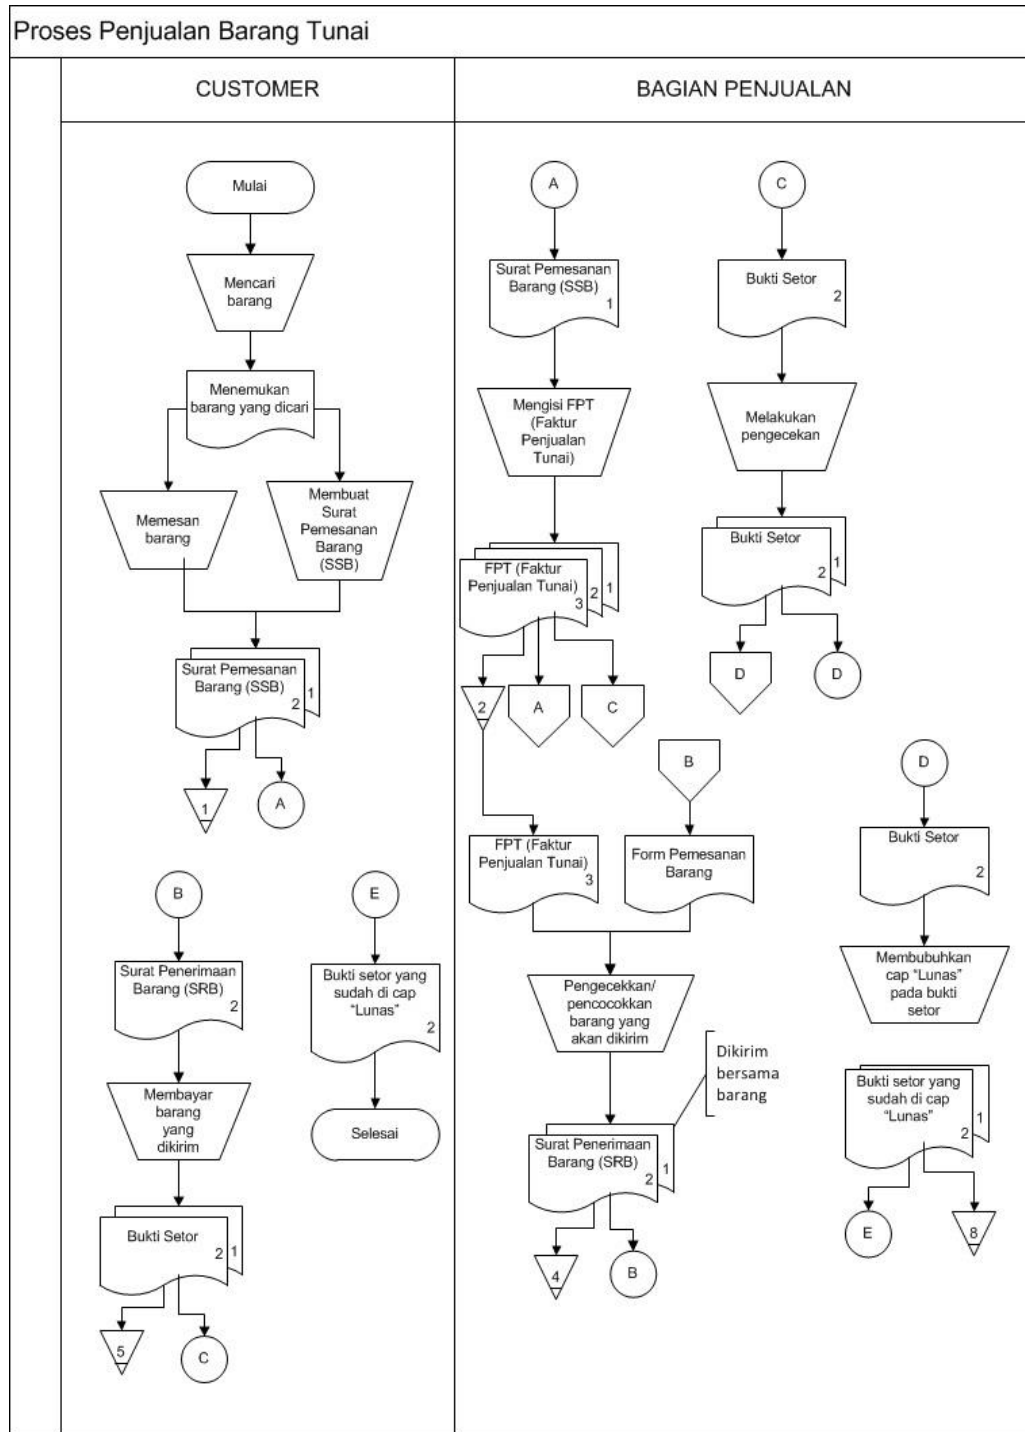 Proses Penjualan Barang Tunai
CUSTOMER
BAGIAN PENJUALAN
Mulai
Mencari
barang
Menemukan
barang yang dicari
Memesan
barang
Membuat
Surat
Pemesanan
Barang
(SSB)
Surat Pemesanan
Barang (SSB)
2
1
1
A
B
Surat Penerimaan
Barang (SRB)
2
Membayar
barang
yang
dikirim
Bukti Setor
2
1
5
C
E
Bukti setor yang
sudah di cap
“Lunas”
2
Selesai
A
Surat Pemesanan
Barang (SSB)
1
Mengisi FPT
(Faktur
Penjualan
Tunai)
FPT (Faktur
Penjualan Tunai)
3
2
1
2
A
C
FPT (Faktur
Penjualan Tunai)
3
B
Form Pemesanan
Barang
Pengecekkan/
pencocokkan
barang yang
akan dikirim
Dikirim
bersama
barang
Surat Penerimaan
Barang (SRB)
2
1
4
B
C
Bukti Setor
2
Melakukan
pengecekan
Bukti Setor
2
1
D
D
D
Bukti Setor
2
Membubuhkan
cap “Lunas”
pada bukti
setor
Bukti setor yang
sudah di cap
“Lunas”
2
1
E
8